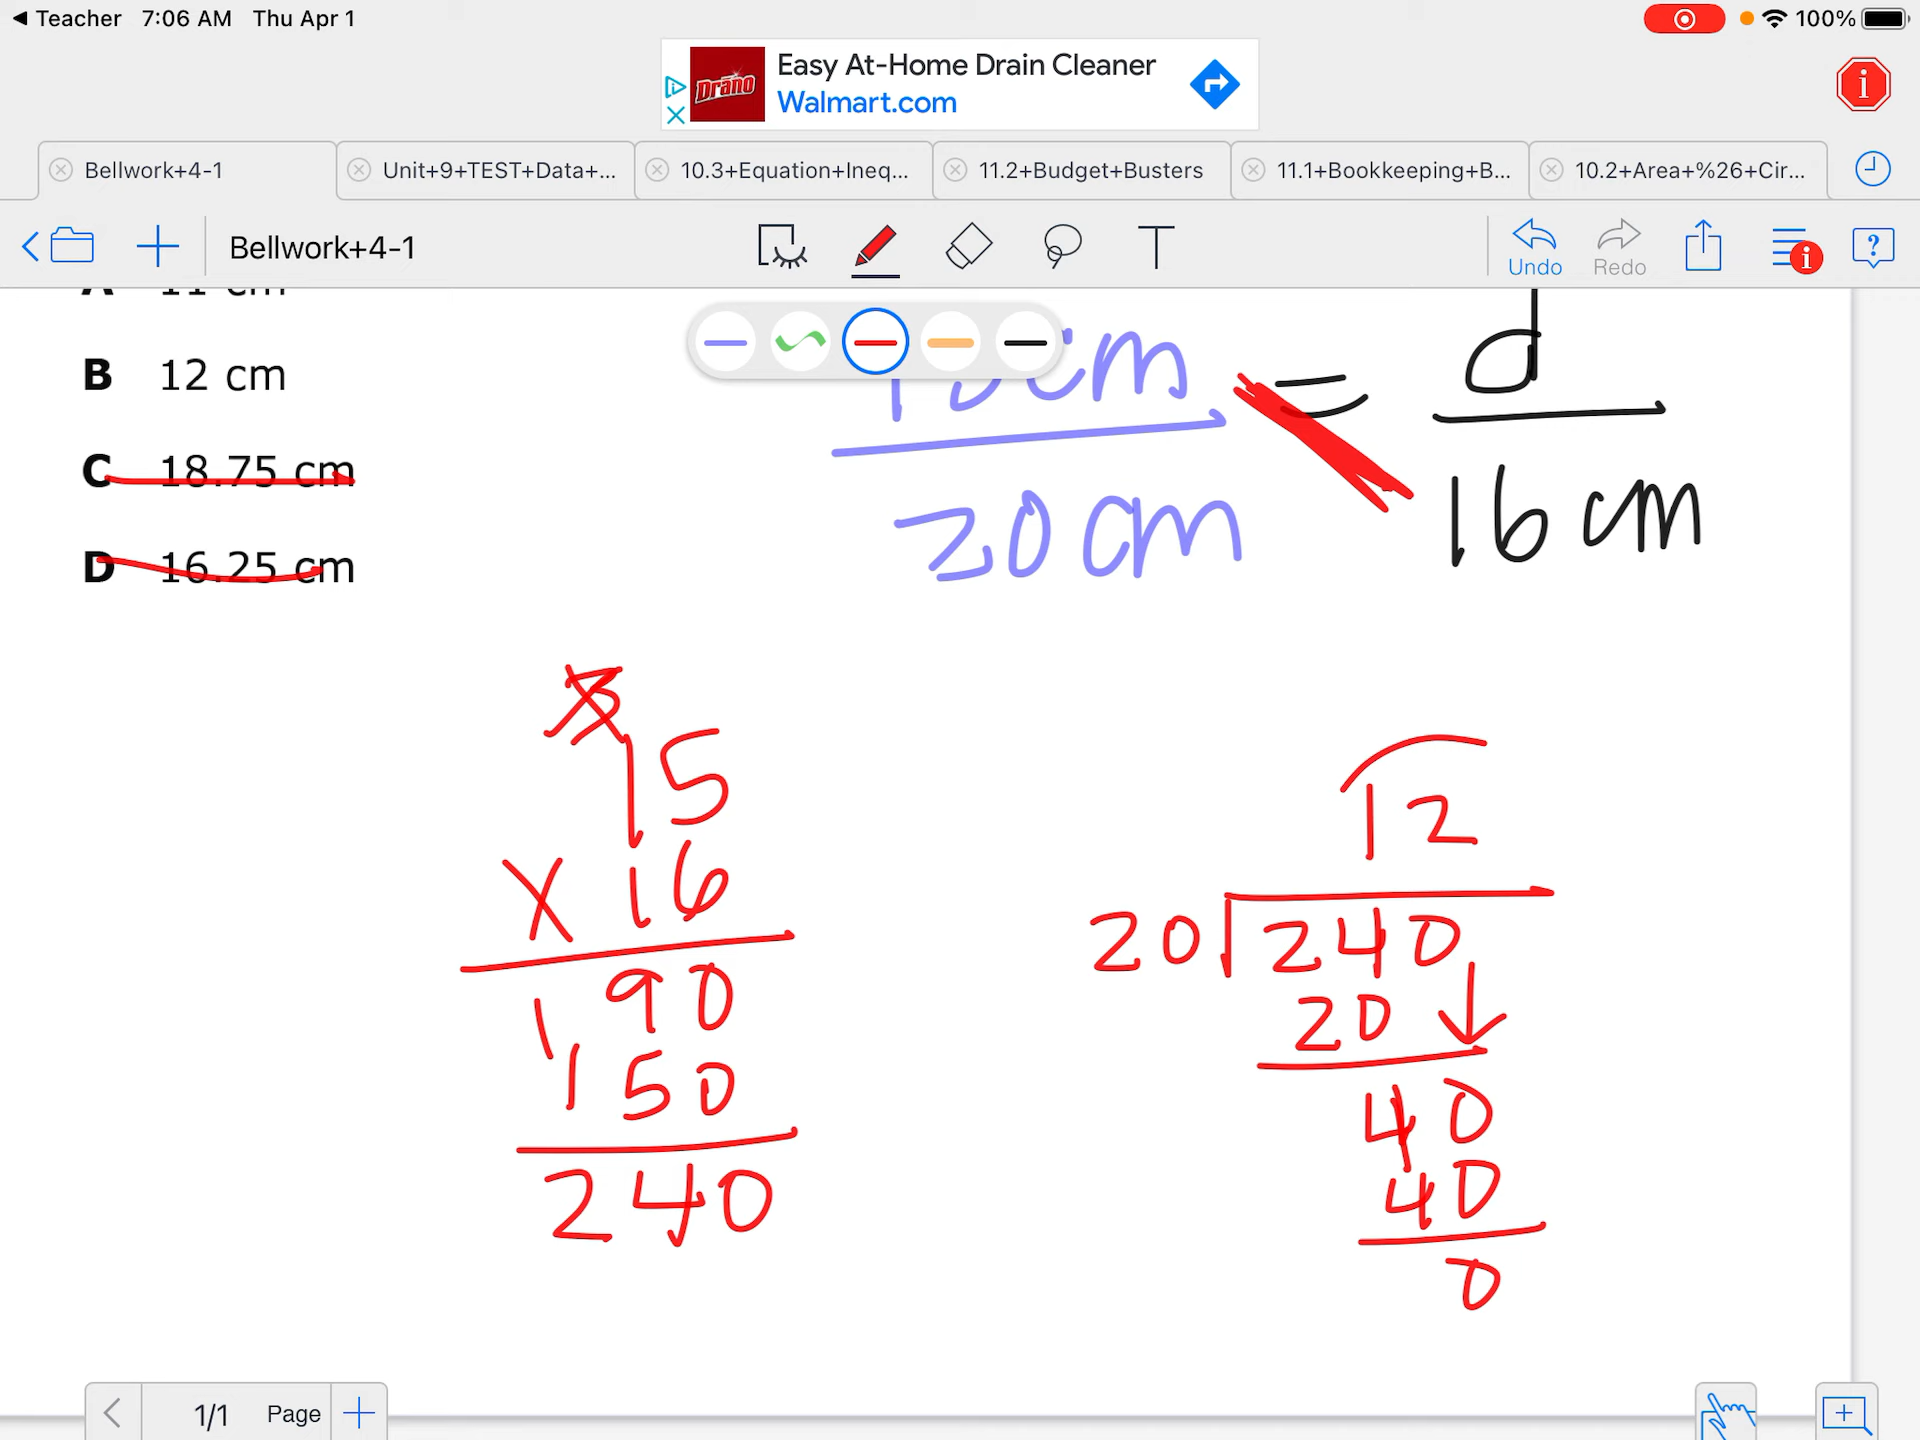 Teacher 7:06 AM Thu Apr 1 100%
Drano
Easy At-Home Drain Cleaner
Walmart.com
Bellwork+4-1 Unit+9+TEST+Data+... 10.3+Equation+Ineq... 11.2+Budget+Busters 11.1+Bookkeeping+B... 10.2+Area+%26+Cir...
Bellwork+4-1 T Undo Redo
A 11 cm
B 12 cm
C 18.75 cm
D 16.25 cm
cm = d
20 cm 16 cm
3
15
X 16
190
150
240
12
20 240
20
40
40
0
1/1 Page